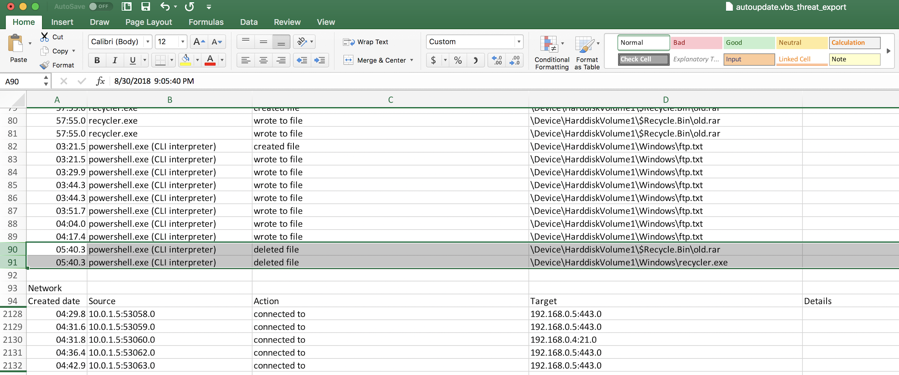 AutoSave OFF
autoupdate.vbs_threat_export
Home Insert Draw Page Layout Formulas Data Review View
Paste
Cut
Copy
Format
Calibri (Body) 12 A A
B I U A
Wrap Text
Merge & Center
Custom
$ % )
Conditional Formatting
Format as Table
Normal Bad Good Neutral Calculation
Check Cell Explanatory T... Input Linked Cell Note
A90 fx 8/30/2018 9:05:40 PM
A B C D
79 57:55.0 recycler.exe created file \Device\HarddiskVolume1\$Recycle.Bin\old.rar
80 57:55.0 recycler.exe wrote to file \Device\HarddiskVolume1\$Recycle.Bin\old.rar
81 57:55.0 recycler.exe wrote to file \Device\HarddiskVolume1\$Recycle.Bin\old.rar
82 03:21.5 powershell.exe (CLI interpreter) created file \Device\HarddiskVolume1\Windows\ftp.txt
83 03:21.5 powershell.exe (CLI interpreter) wrote to file \Device\HarddiskVolume1\Windows\ftp.txt
84 03:29.9 powershell.exe (CLI interpreter) wrote to file \Device\HarddiskVolume1\Windows\ftp.txt
85 03:44.3 powershell.exe (CLI interpreter) wrote to file \Device\HarddiskVolume1\Windows\ftp.txt
86 03:44.3 powershell.exe (CLI interpreter) wrote to file \Device\HarddiskVolume1\Windows\ftp.txt
87 03:51.7 powershell.exe (CLI interpreter) wrote to file \Device\HarddiskVolume1\Windows\ftp.txt
88 04:04.0 powershell.exe (CLI interpreter) wrote to file \Device\HarddiskVolume1\Windows\ftp.txt
89 04:17.4 powershell.exe (CLI interpreter) wrote to file \Device\HarddiskVolume1\Windows\ftp.txt
90 05:40.3 powershell.exe (CLI interpreter) deleted file \Device\HarddiskVolume1\$Recycle.Bin\old.rar
91 05:40.3 powershell.exe (CLI interpreter) deleted file \Device\HarddiskVolume1\Windows\recycler.exe
92
93 Network
94 Created date Source Action Target Details
2128 04:29.8 10.0.1.5:53058.0 connected to 192.168.0.5:443.0
2129 04:31.6 10.0.1.5:53059.0 connected to 192.168.0.5:443.0
2130 04:31.8 10.0.1.5:53060.0 connected to 192.168.0.4:21.0
2131 04:36.4 10.0.1.5:53062.0 connected to 192.168.0.5:443.0
2132 04:42.9 10.0.1.5:53063.0 connected to 192.168.0.5:443.0